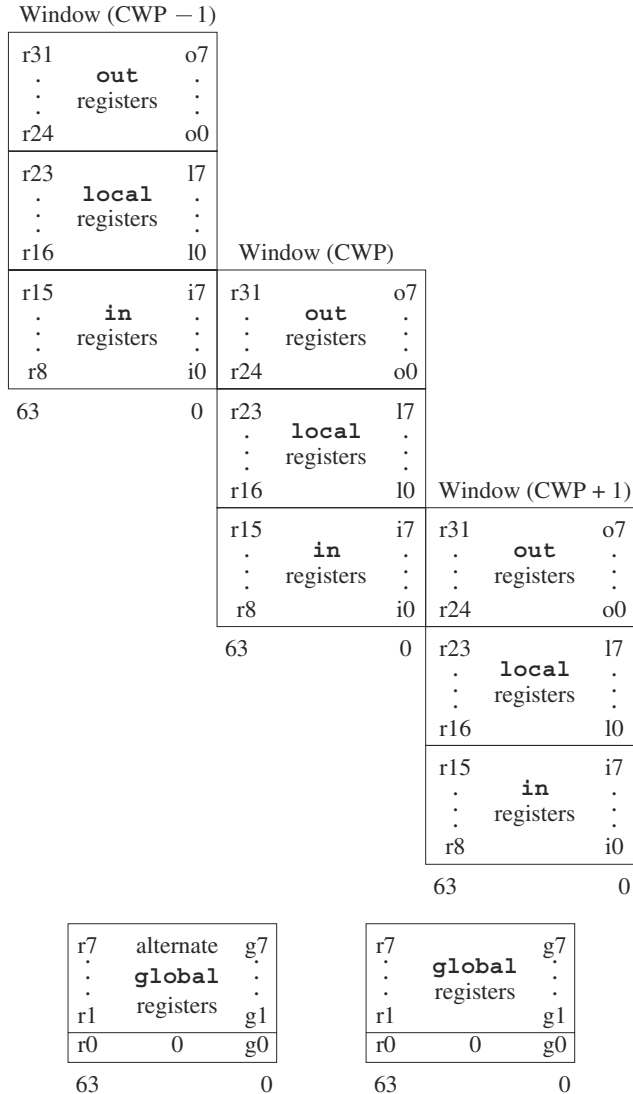 Window (CWP − 1)
r31 o7
. out .
. registers .
. .
r24 o0
r23 l7
. local .
. registers .
. .
r16 l0 Window (CWP)
r15 i7 r31 o7
. in . . out .
. registers . . registers .
. . . .
r8 i0 r24 o0
63 0 r23 l7
. local .
. registers .
. .
r16 l0 Window (CWP + 1)
r15 i7 r31 o7
. in . . out .
. registers . . registers .
. . . .
r8 i0 r24 o0
63 0 r23 l7
. local .
. registers .
. .
r16 l0
r15 i7
. in .
. registers .
. .
r8 i0
63 0
r7 alternate g7 r7 g7
. global . . global .
. registers . . registers .
. . . .
r1 g1 r1 g1
r0 0 g0 r0 0 g0
63 0 63 0